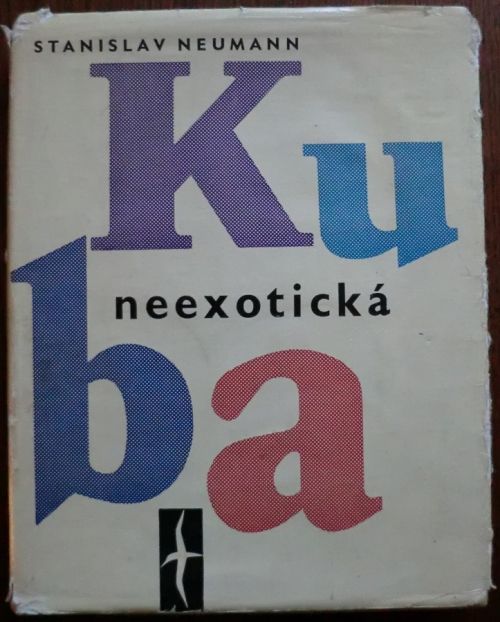 STANISLAV NEUMANN
Ku
neexotická
ba